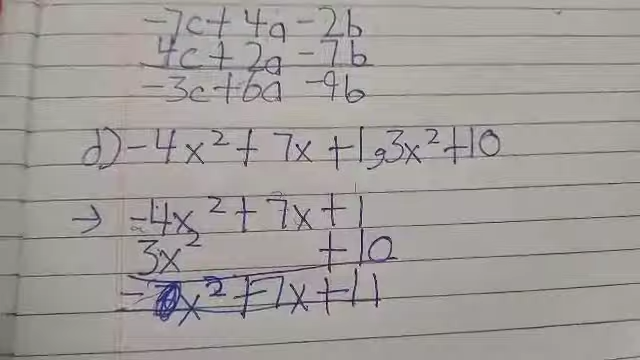 -7c + 4a - 2b
4c + 2a - 7b
-3c + 6a - 9b
d) -4x² + 7x + 1, 3x² + 10
→ -4x² + 7x + 1
3x² + 10
- x² + 7x + 11